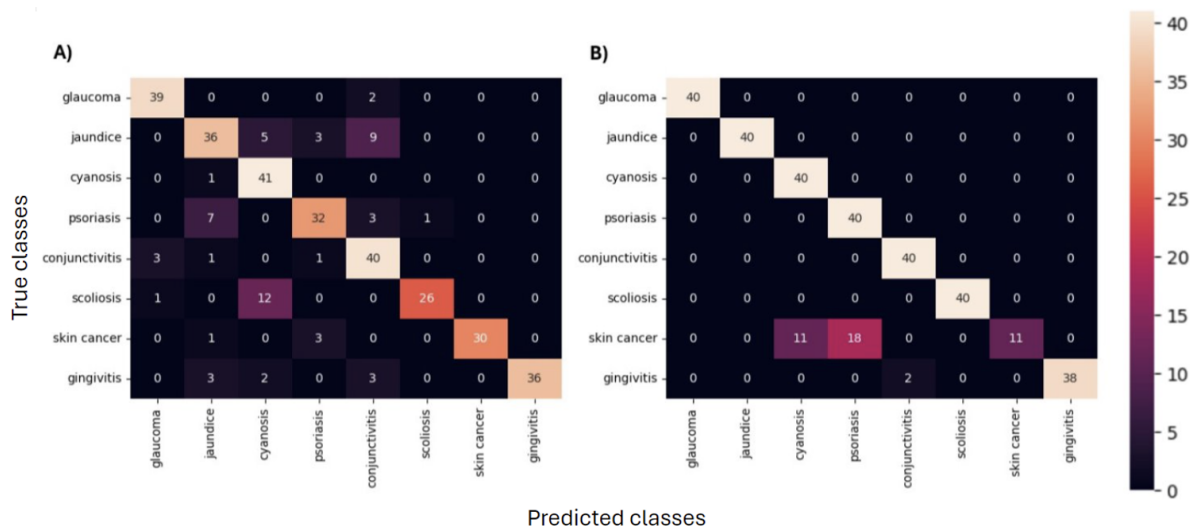 A)
B)
True classes
glaucoma 39 0 0 0 2 0 0 0
jaundice 0 36 5 3 9 0 0 0
cyanosis 0 1 41 0 0 0 0 0
psoriasis 0 7 0 32 3 1 0 0
conjunctivitis 3 1 0 1 40 0 0 0
scoliosis 1 0 12 0 0 26 0 0
skin cancer 0 1 0 3 0 0 30 0
gingivitis 0 3 2 0 3 0 0 36
glaucoma jaundice cyanosis psoriasis conjunctivitis scoliosis skin cancer gingivitis
glaucoma 40 0 0 0 0 0 0 0
jaundice 0 40 0 0 0 0 0 0
cyanosis 0 0 40 0 0 0 0 0
psoriasis 0 0 0 40 0 0 0 0
conjunctivitis 0 0 0 0 40 0 0 0
scoliosis 0 0 0 0 0 40 0 0
skin cancer 0 0 11 18 0 0 11 0
gingivitis 0 0 0 0 2 0 0 38
glaucoma jaundice cyanosis psoriasis conjunctivitis scoliosis skin cancer gingivitis
40
35
30
25
20
15
10
5
0
Predicted classes